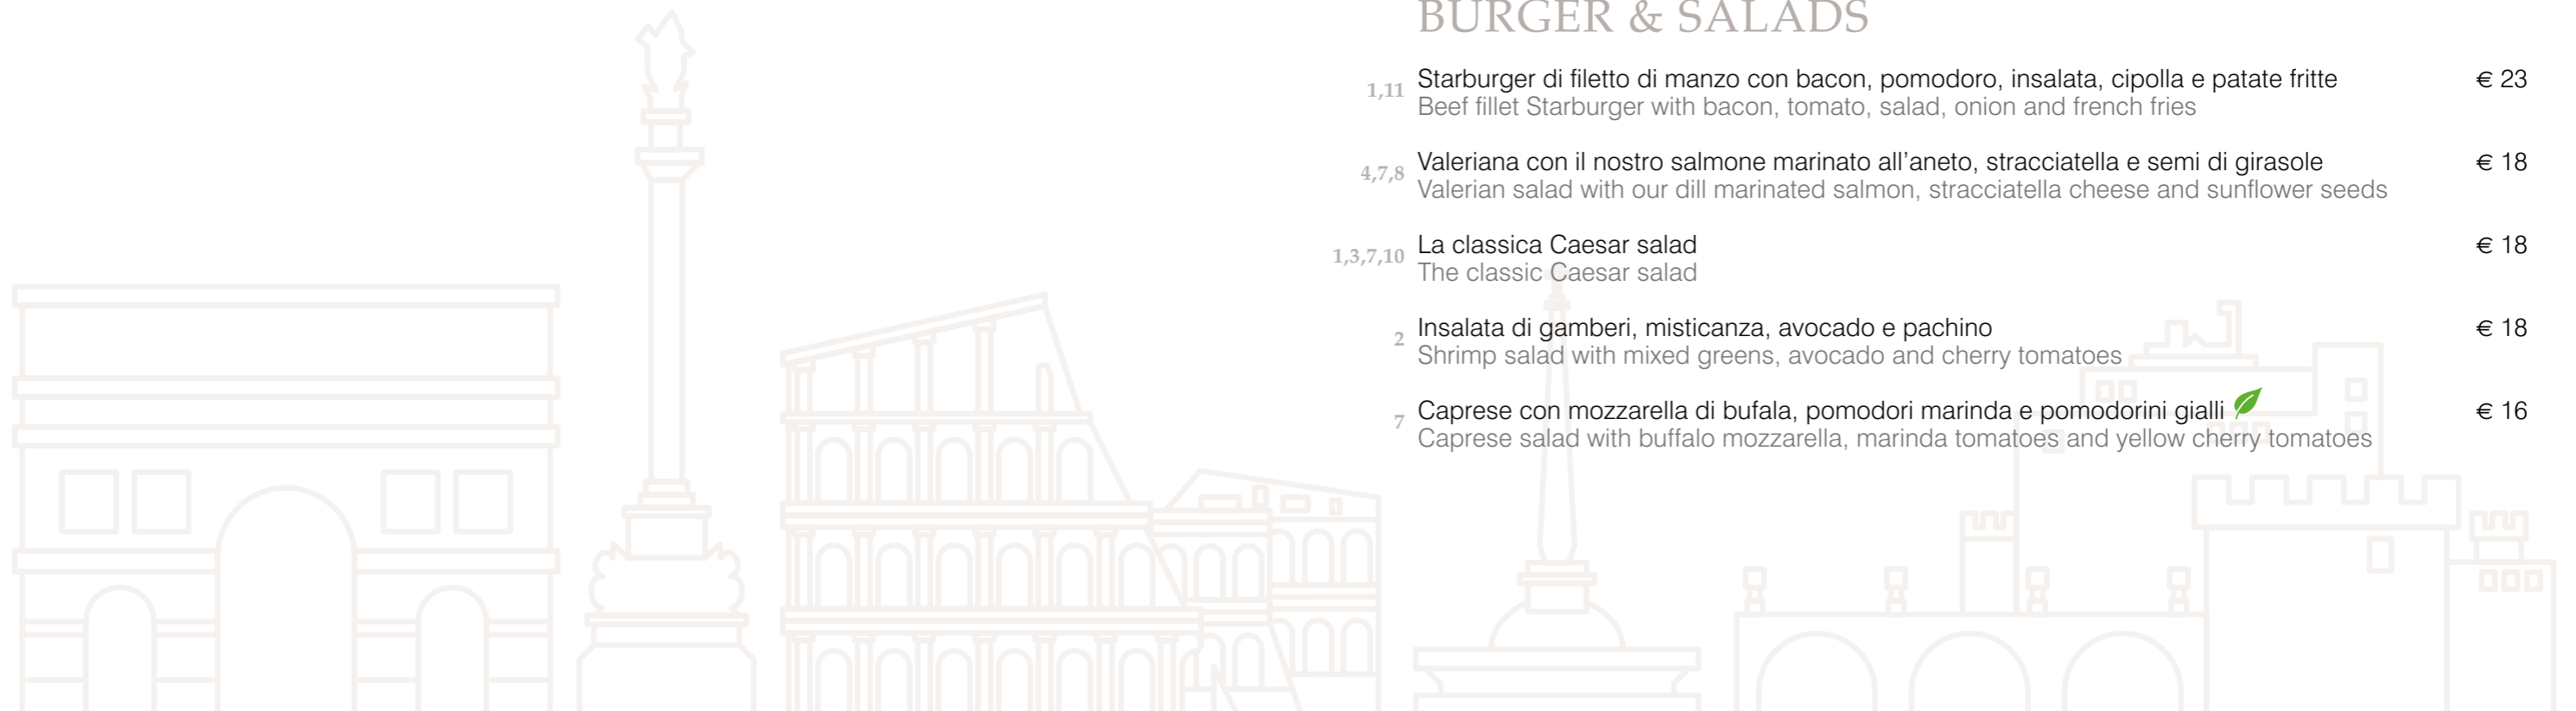 BURGER & SALADS
1,11 Starburger di filetto di manzo con bacon, pomodoro, insalata, cipolla e patate fritte € 23
Beef fillet Starburger with bacon, tomato, salad, onion and french fries
4,7,8 Valeriana con il nostro salmone marinato all’aneto, stracciatella e semi di girasole € 18
Valerian salad with our dill marinated salmon, stracciatella cheese and sunflower seeds
1,3,7,10 La classica Caesar salad € 18
The classic Caesar salad
2 Insalata di gamberi, misticanza, avocado e pachino € 18
Shrimp salad with mixed greens, avocado and cherry tomatoes
7 Caprese con mozzarella di bufala, pomodori marinda e pomodorini gialli € 16
Caprese salad with buffalo mozzarella, marinda tomatoes and yellow cherry tomatoes